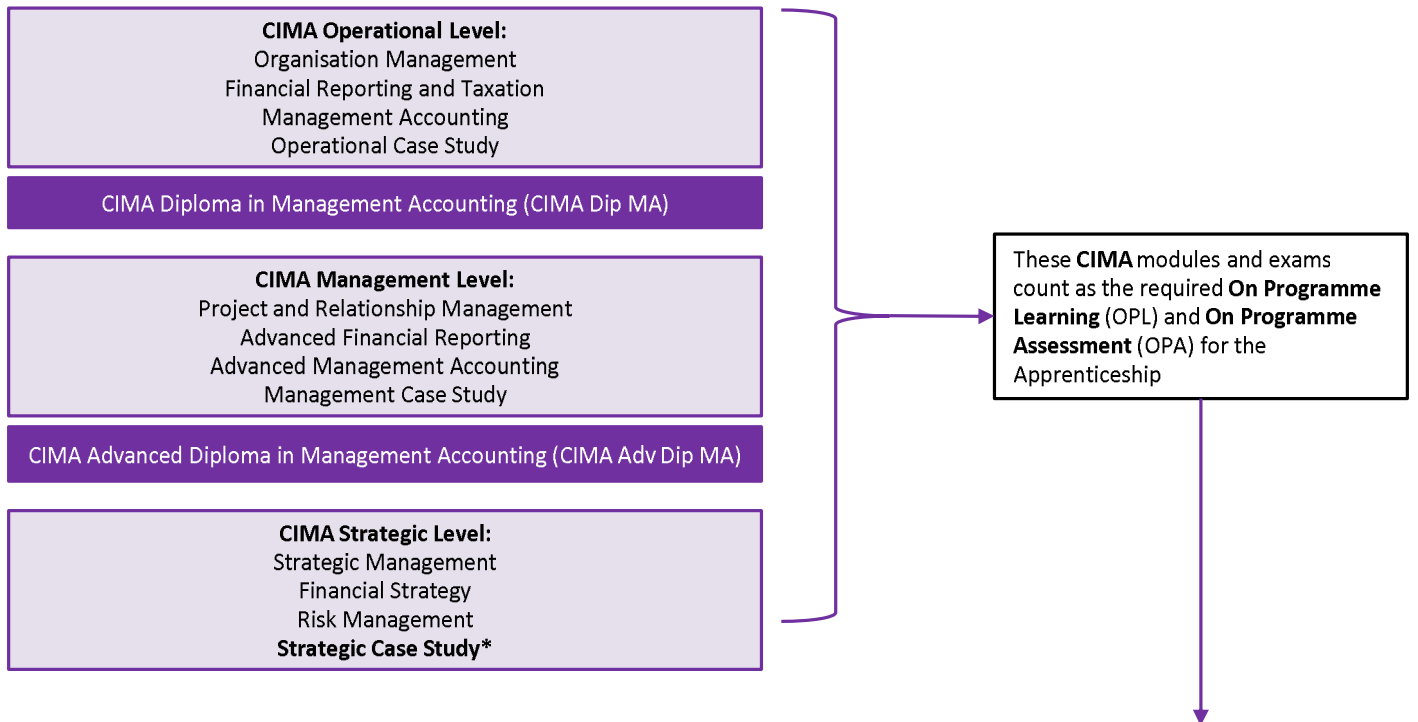 CIMA Operational Level:
Organisation Management
Financial Reporting and Taxation
Management Accounting
Operational Case Study
CIMA Diploma in Management Accounting (CIMA Dip MA)
CIMA Management Level:
Project and Relationship Management
Advanced Financial Reporting
Advanced Management Accounting
Management Case Study
CIMA Advanced Diploma in Management Accounting (CIMA Adv Dip MA)
CIMA Strategic Level:
Strategic Management
Financial Strategy
Risk Management
Strategic Case Study*
These CIMA modules and exams
count as the required On Programme
Learning (OPL) and On Programme
Assessment (OPA) for the
Apprenticeship